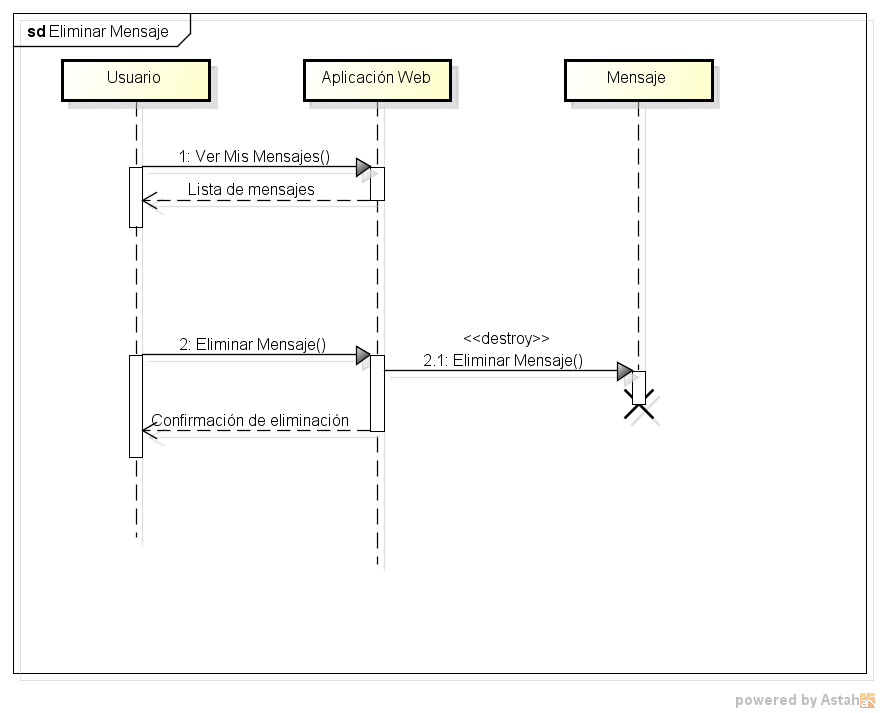 sd Eliminar Mensaje
Usuario
Aplicación Web
Mensaje
1: Ver Mis Mensajes()
Lista de mensajes
<<destroy>>
2: Eliminar Mensaje()
2.1: Eliminar Mensaje()
Confirmación de eliminación
powered by Astah